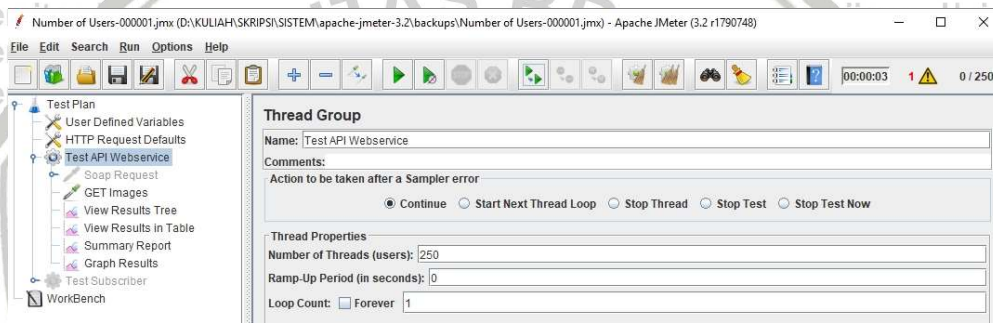 Number of Users-000001.jmx (D:\KULIAH\SKRIPSI\SISTEM\apache-jmeter-3.2\backups\Number of Users-000001.jmx) - Apache JMeter (3.2 r1790748)
File Edit Search Run Options Help
00:00:03 1 0 / 250
Test Plan
User Defined Variables
HTTP Request Defaults
Test API Webservice
Soap Request
GET Images
View Results Tree
View Results in Table
Summary Report
Graph Results
Test Subscriber
WorkBench
Thread Group
Name: Test API Webservice
Comments:
Action to be taken after a Sampler error
Continue Start Next Thread Loop Stop Thread Stop Test Stop Test Now
Thread Properties
Number of Threads (users): 250
Ramp-Up Period (in seconds): 0
Loop Count: Forever 1